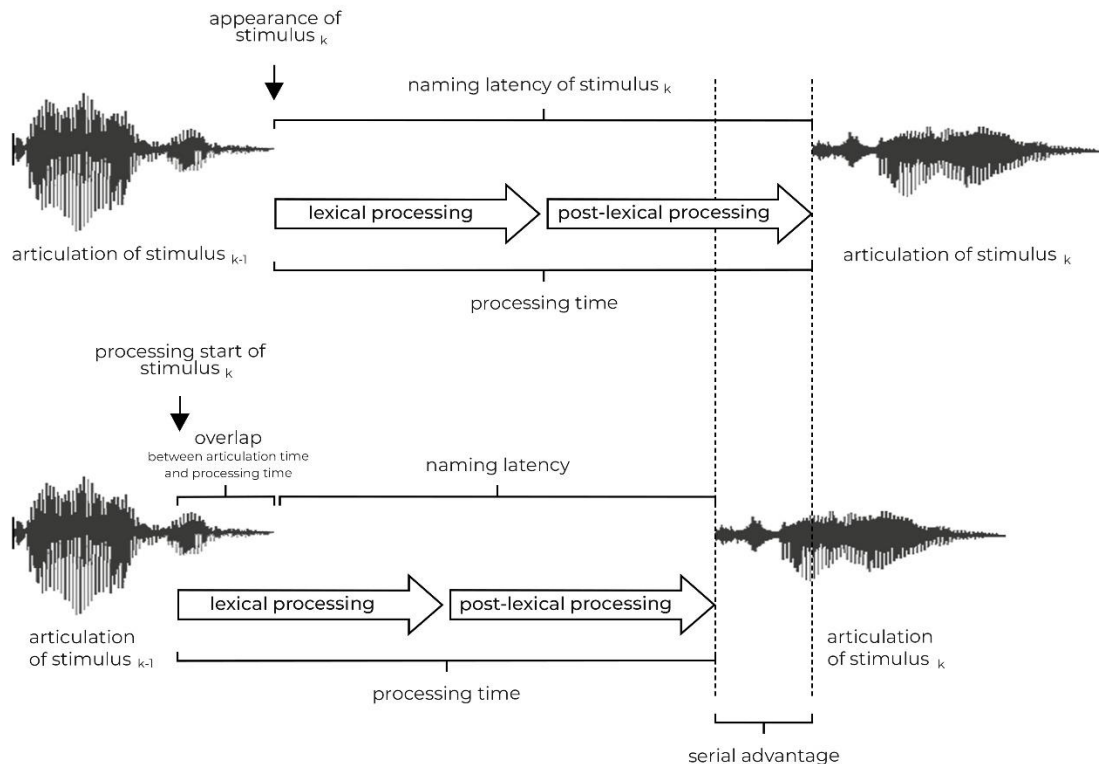 appearance of
stimulus k
naming latency of stimulus k
lexical processing
post-lexical processing
articulation of stimulus k-1
articulation of stimulus k
processing time
processing start of
stimulus k
overlap
between articulation time
and processing time
naming latency
lexical processing
post-lexical processing
articulation
of stimulus k-1
articulation
of stimulus k
processing time
serial advantage